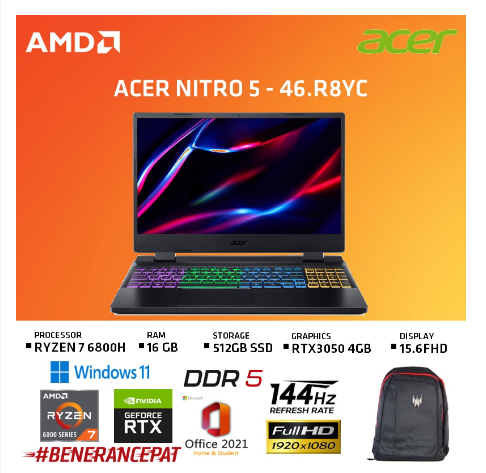 AMD
acer
ACER NITRO 5 - 46.R8YC
acer
PROCESSOR
▪ RYZEN 7 6800H
RAM
▪ 16 GB
STORAGE
▪ 512GB SSD
GRAPHICS
▪ RTX3050 4GB
DISPLAY
▪ 15.6FHD
Windows 11
DDR 5
144Hz
REFRESH RATE
AMD
RYZEN
6000 SERIES 7
NVIDIA
GEFORCE
RTX
Microsoft
Office 2021
Home & Student
Full HD
1920x1080
#BENERANCEPAT